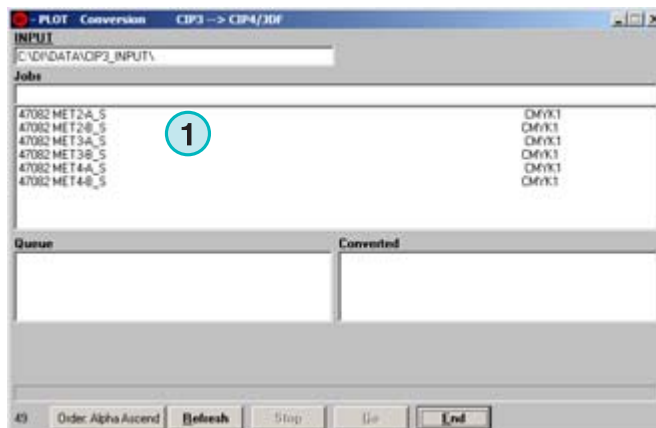 - PLOT Conversion CIP3 --> CIP4/JDF
INPUT
C:\DI\DATA\CIP3_INPUT\
Jobs
47082 MET2-A_S CMYK1
47082 MET2-B_S CMYK1
47082 MET3-A_S CMYK1
47082 MET3-B_S CMYK1
47082 MET4-A_S CMYK1
47082 MET4-B_S CMYK1
1
Queue Converted
49 Order: Alpha Ascend Refresh Stop Go End